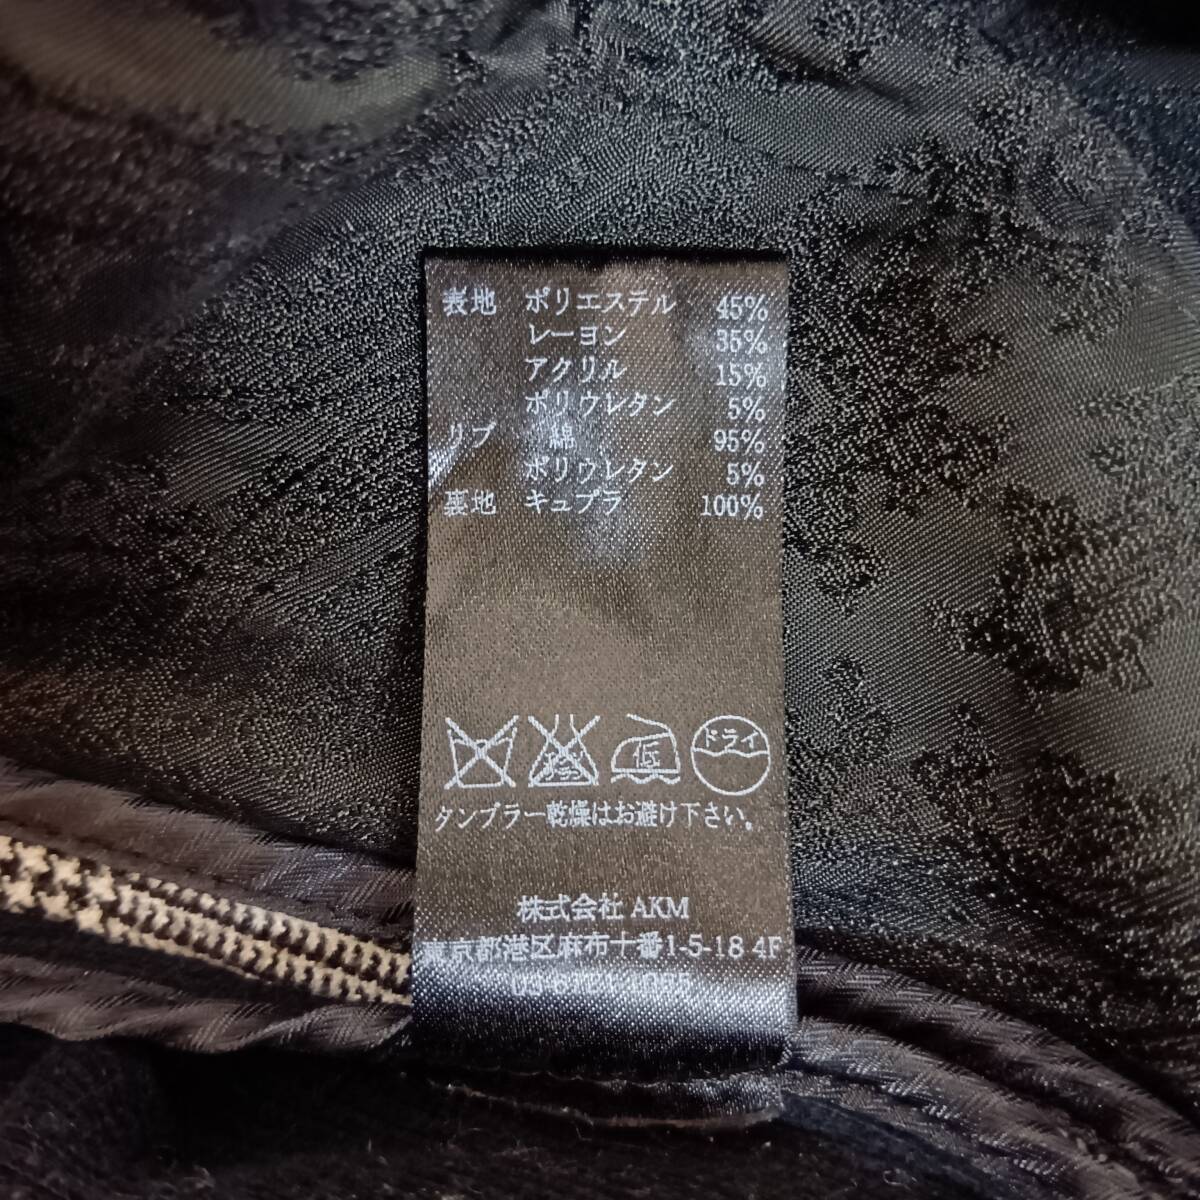 表地 ポリエステル 45%
レーヨン 35%
アクリル 15%
ポリウレタン 5%
リブ 綿 95%
ポリウレタン 5%
裏地 キュプラ 100%
低 ドライ
タンブラー乾燥はお避け下さい。
株式会社 AKM
東京都港区麻布十番1-5-18 4F